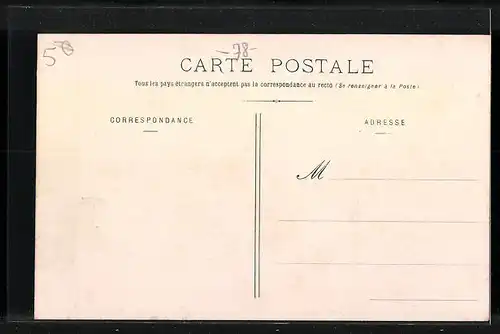 5€
-78-
CARTE POSTALE
Tous les pays étrangers n'acceptent pas la correspondance au recto (Se renseigner à la Poste)
CORRESPONDANCE
ADRESSE
M